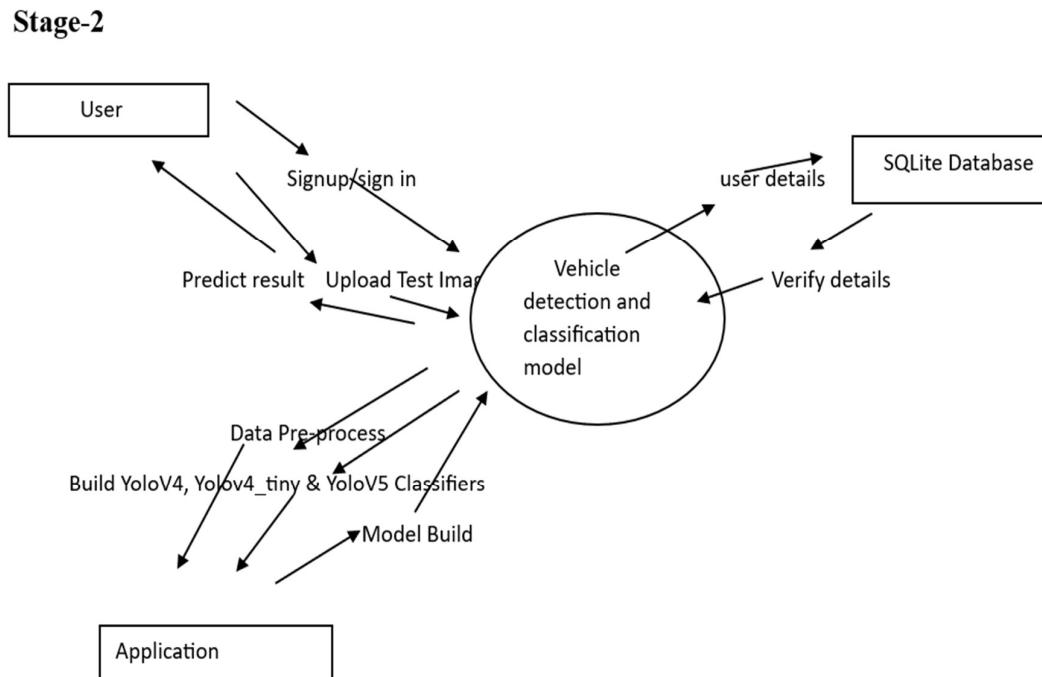 Stage-2
User
SQLite Database
Signup/sign in
user details
Predict result
Upload Test Imag
Vehicle
detection and
classification
model
Verify details
Data Pre-process
Build YoloV4, Yolov4_tiny & YoloV5 Classifiers
Model Build
Application